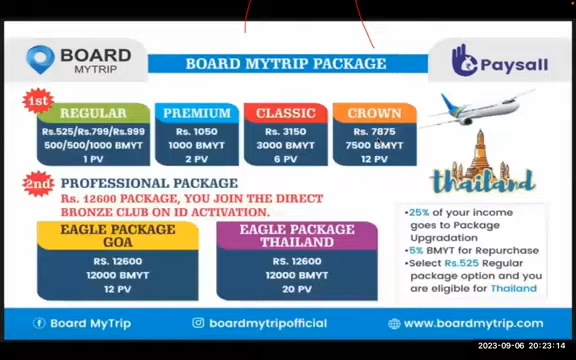 BOARD
MYTRIP
BOARD MYTRIP PACKAGE
Paysall
1st
REGULAR
Rs.525/Rs.799/Rs.999
500/500/1000 BMYT
1 PV
PREMIUM
Rs. 1050
1000 BMYT
2 PV
CLASSIC
Rs. 3150
3000 BMYT
6 PV
CROWN
Rs. 7875
7500 BMYT
12 PV
thailand
2nd
PROFESSIONAL PACKAGE
RS. 12600 PACKAGE, YOU JOIN THE DIRECT
BRONZE CLUB ON ID ACTIVATION.
EAGLE PACKAGE
GOA
RS. 12600
12000 BMYT
12 PV
EAGLE PACKAGE
THAILAND
RS. 12600
12000 BMYT
20 PV
•25% of your income
goes to Package
Upgradation
•5% BMYT for Repurchase
•Select Rs.525 Regular
package option and you
are eligible for Thailand
Board MyTrip
boardmytripofficial
www.boardmytrip.com
2023-09-06 20:23:14